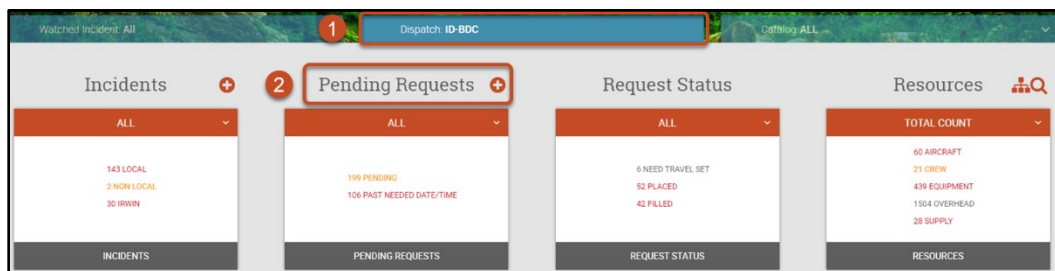 Watched Incident: All
1
Dispatch: ID-BDC
Catalog: ALL
Incidents
2
Pending Requests
Request Status
Resources
ALL
ALL
ALL
TOTAL COUNT
143 LOCAL
2 NON LOCAL
30 IRWIN
199 PENDING
106 PAST NEEDED DATE/TIME
6 NEED TRAVEL SET
52 PLACED
42 FILLED
60 AIRCRAFT
21 CREW
439 EQUIPMENT
1504 OVERHEAD
28 SUPPLY
INCIDENTS
PENDING REQUESTS
REQUEST STATUS
RESOURCES